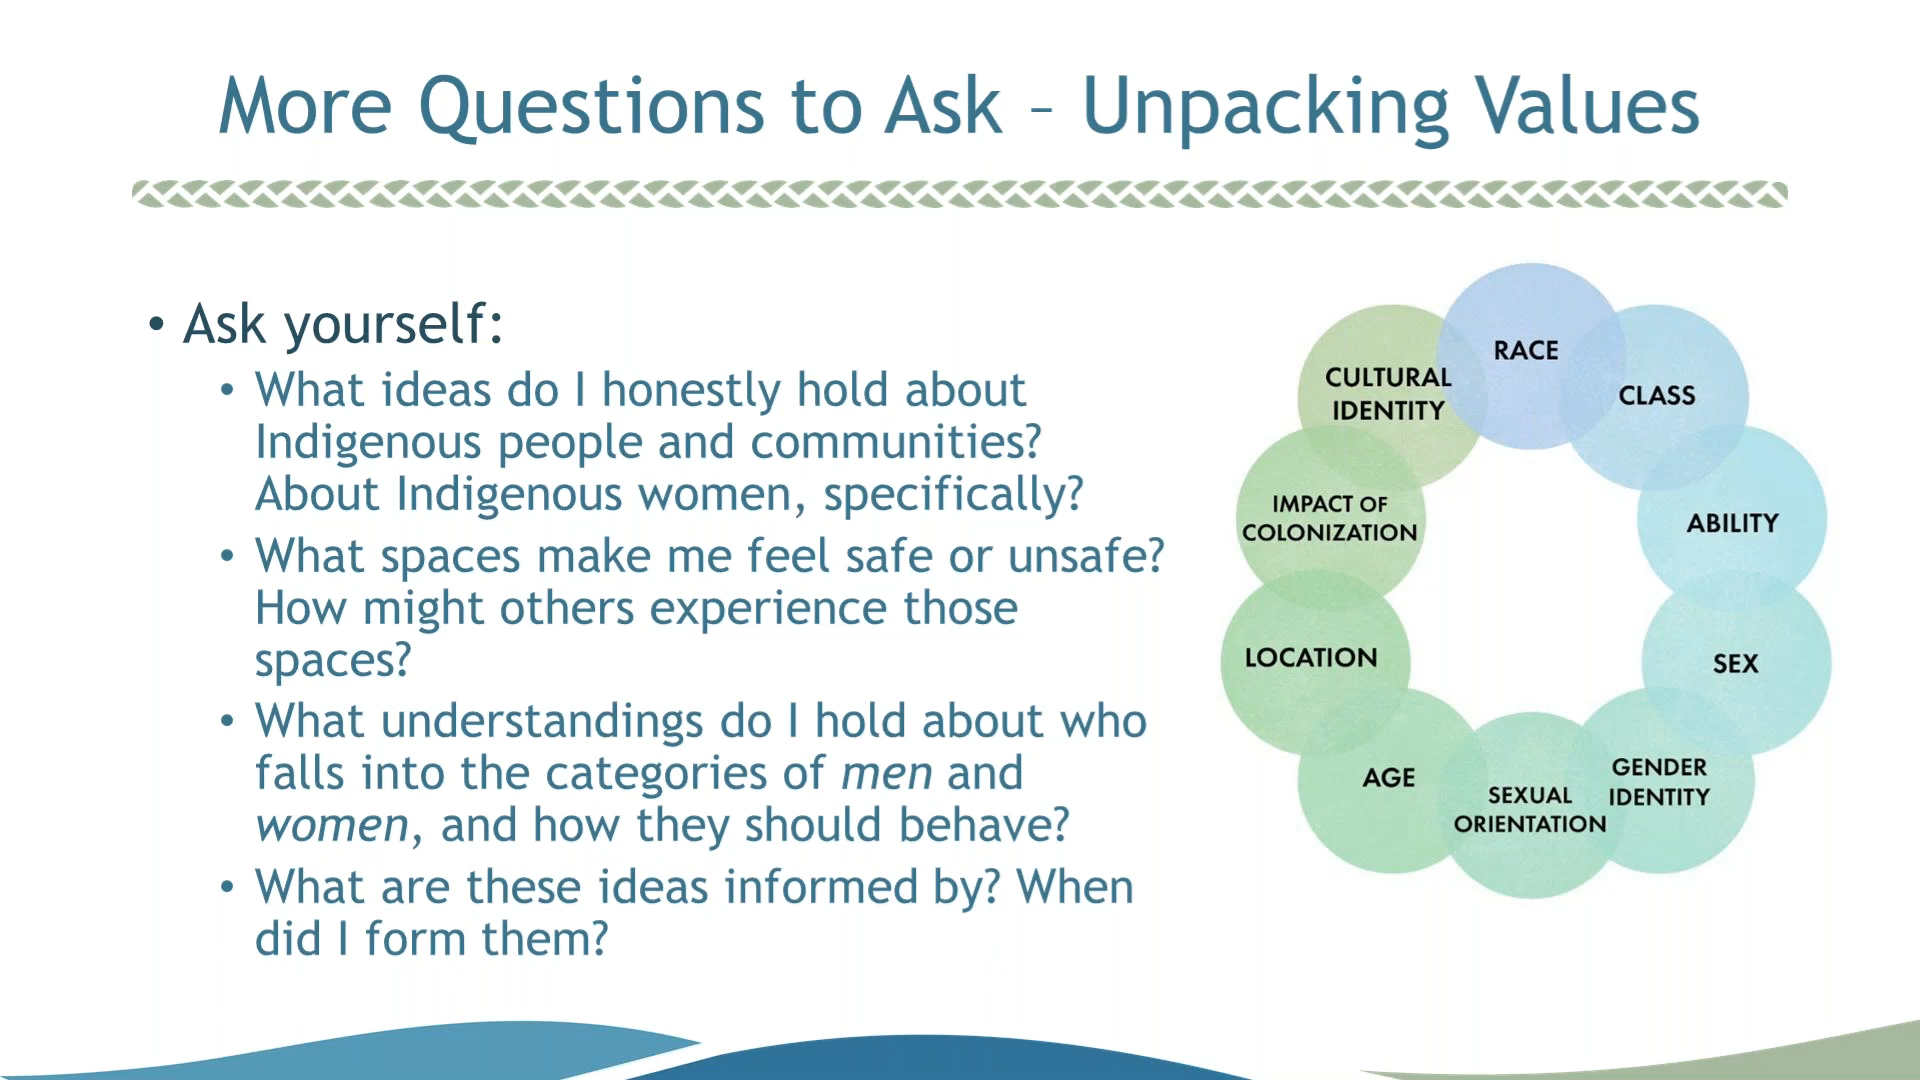 More Questions to Ask – Unpacking Values
• Ask yourself:
• What ideas do I honestly hold about
Indigenous people and communities?
About Indigenous women, specifically?
• What spaces make me feel safe or unsafe?
How might others experience those
spaces?
• What understandings do I hold about who
falls into the categories of men and
women, and how they should behave?
• What are these ideas informed by? When
did I form them?
RACE
CLASS
ABILITY
SEX
GENDER
IDENTITY
SEXUAL
ORIENTATION
AGE
LOCATION
IMPACT OF
COLONIZATION
CULTURAL
IDENTITY